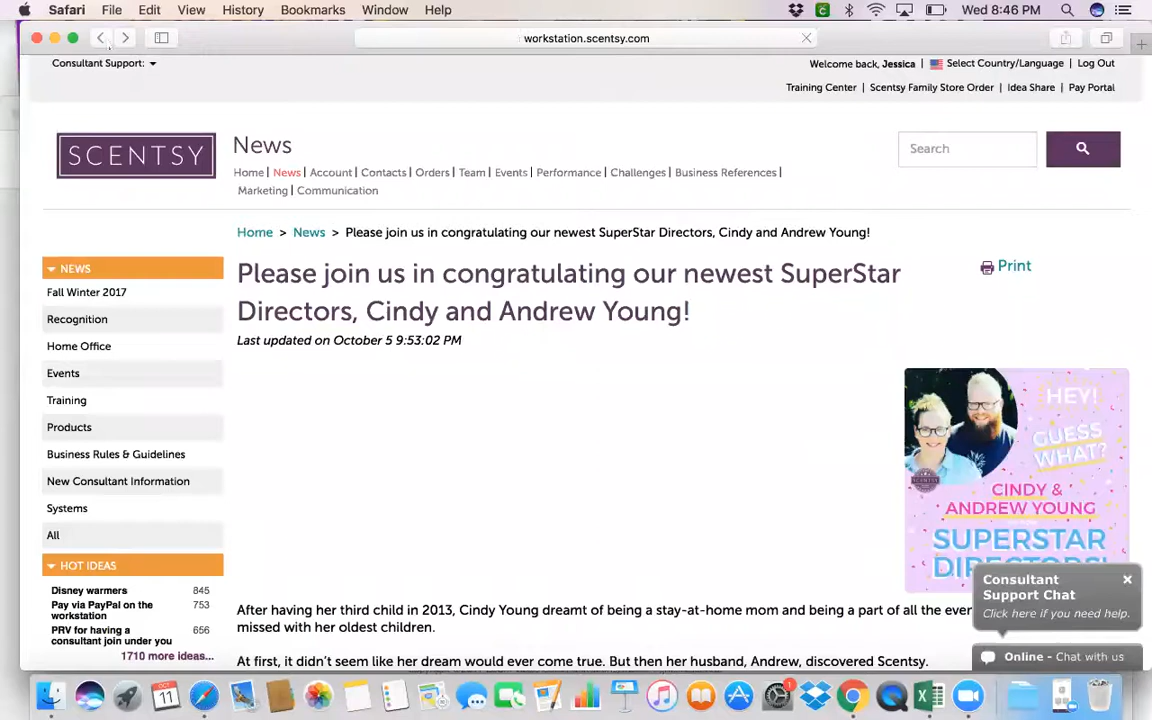 Safari File Edit View History Bookmarks Window Help Wed 8:46 PM
workstation.scentsy.com
Consultant Support: Welcome back, Jessica Select Country/Language | Log Out
Training Center | Scentsy Family Store Order | Idea Share | Pay Portal
SCENTSY
News
Search
Home | News | Account | Contacts | Orders | Team | Events | Performance | Challenges | Business References |
Marketing | Communication
Home > News > Please join us in congratulating our newest SuperStar Directors, Cindy and Andrew Young!
NEWS
Fall Winter 2017
Recognition
Home Office
Events
Training
Products
Business Rules & Guidelines
New Consultant Information
Systems
All
HOT IDEAS
Disney warmers 845
Pay via PayPal on the 753
workstation
PRV for having a 656
consultant join under you
1710 more ideas...
Please join us in congratulating our newest SuperStar
Directors, Cindy and Andrew Young!
Print
Last updated on October 5 9:53:02 PM
HEY!
GUESS
WHAT?
SCENTSY
CINDY &
ANDREW YOUNG
SUPERSTAR
After having her third child in 2013, Cindy Young dreamt of being a stay-at-home mom and being a part of all the
missed with her oldest children.
At first, it didn't seem like her dream would ever come true. But then her husband, Andrew, discovered Scentsy.
Consultant
Support Chat
Click here if you need help.
Online - Chat with us
OCT
11
1